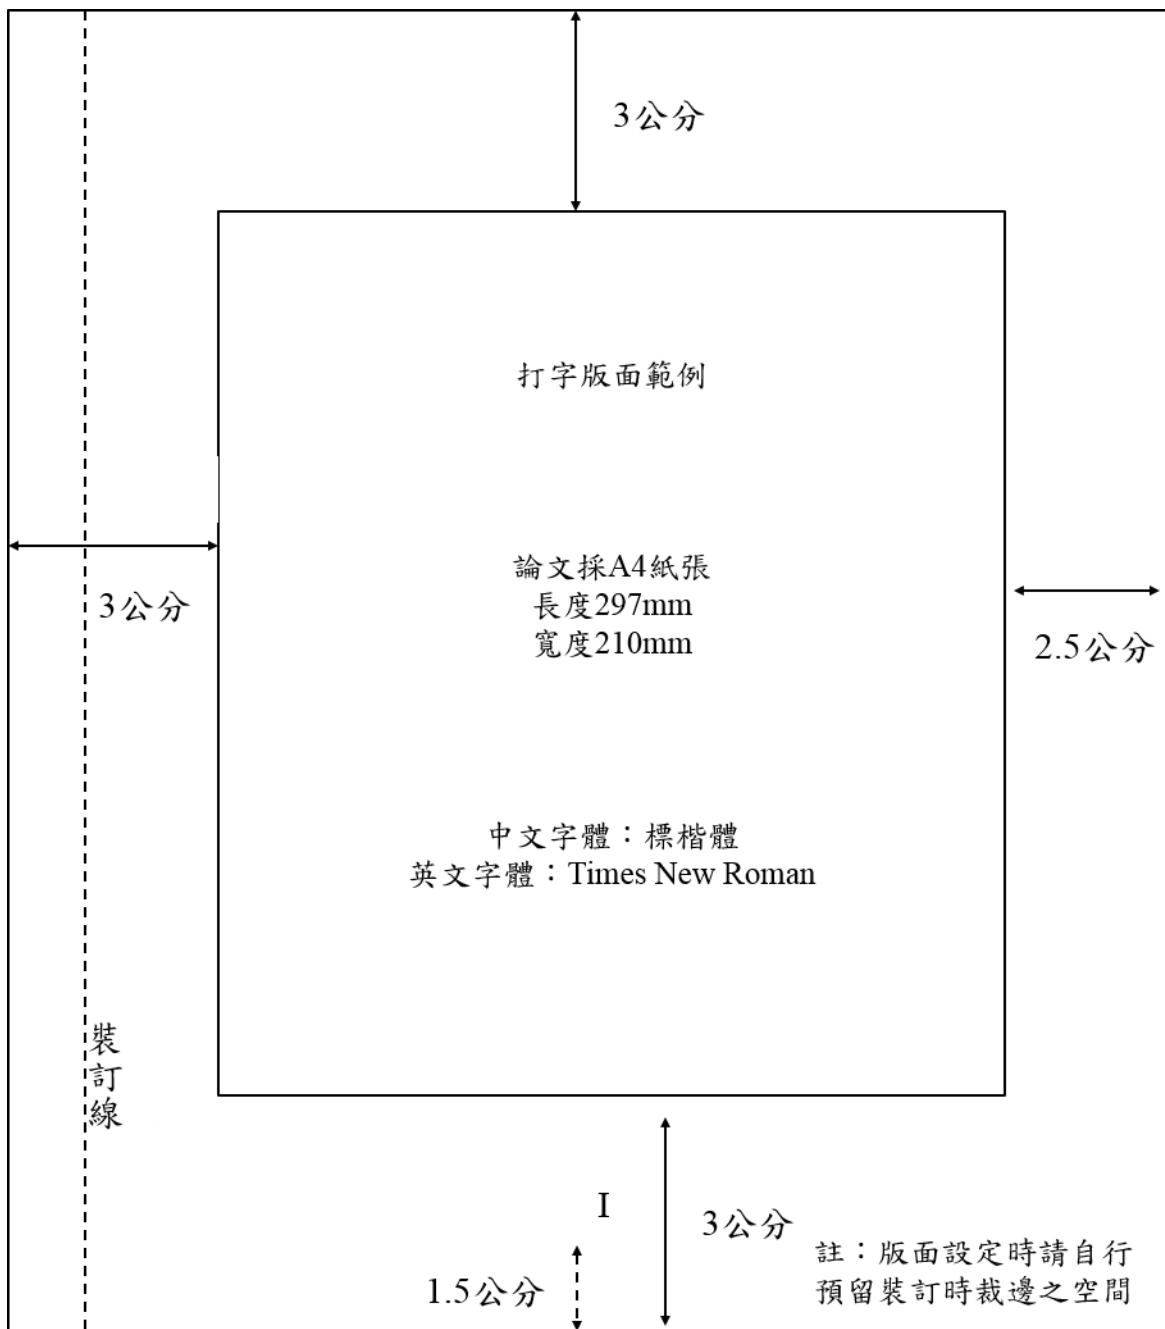 3公分
打字版面範例
論文採A4紙張
長度297mm
寬度210mm
3公分
2.5公分
中文字體：標楷體
英文字體：Times New Roman
裝訂線
I
3公分
1.5公分
註：版面設定時請自行
預留裝訂時裁邊之空間